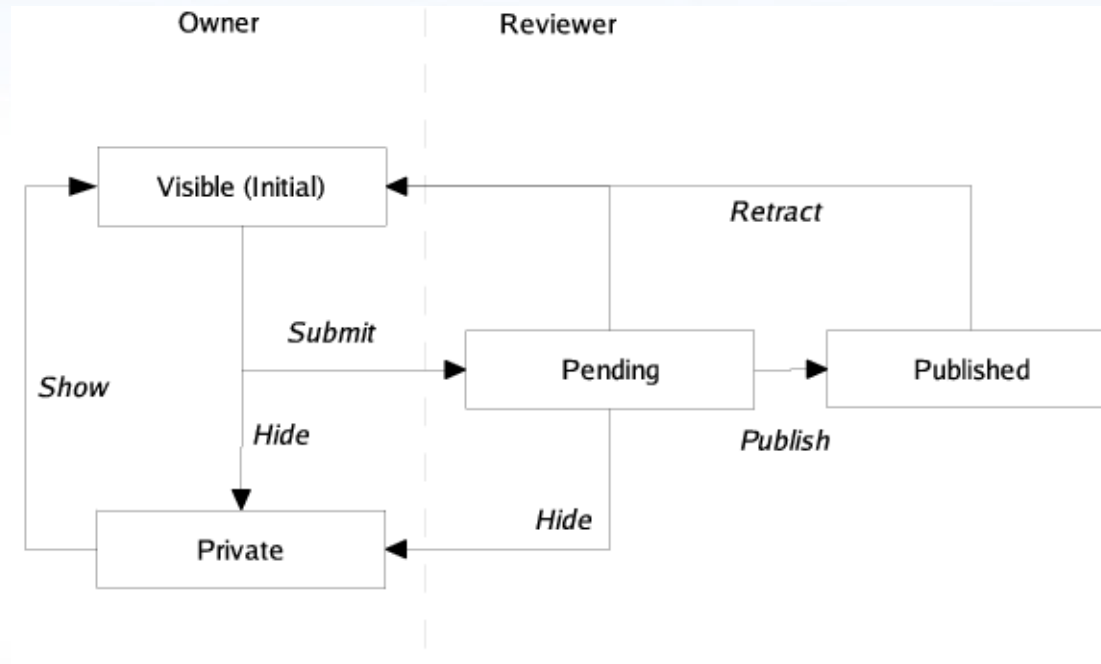 Owner
Reviewer
Visible (Initial)
Retract
Submit
Pending
Published
Show
Hide
Publish
Hide
Private